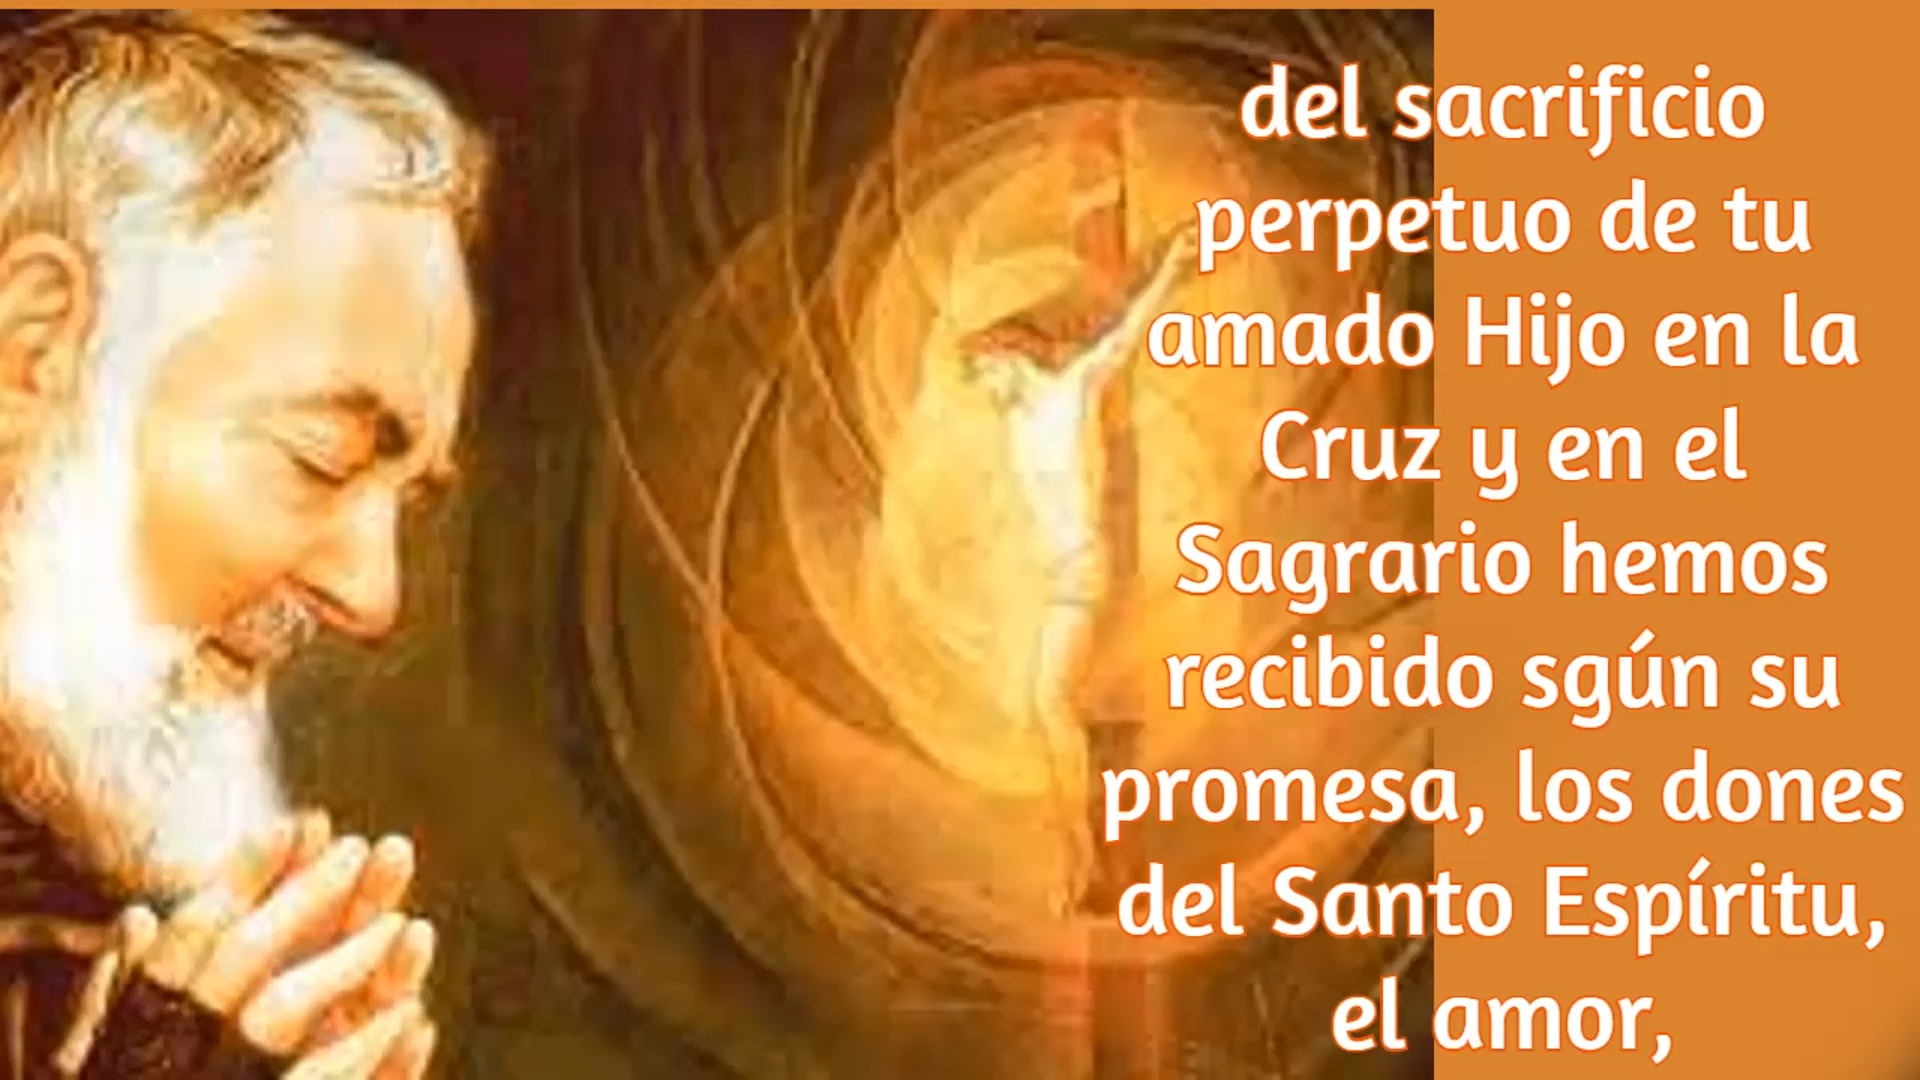 del sacrificio
perpetuo de tu
amado Hijo en la
Cruz y en el
Sagrario hemos
recibido sgún su
promesa, los dones
del Santo Espíritu,
el amor,